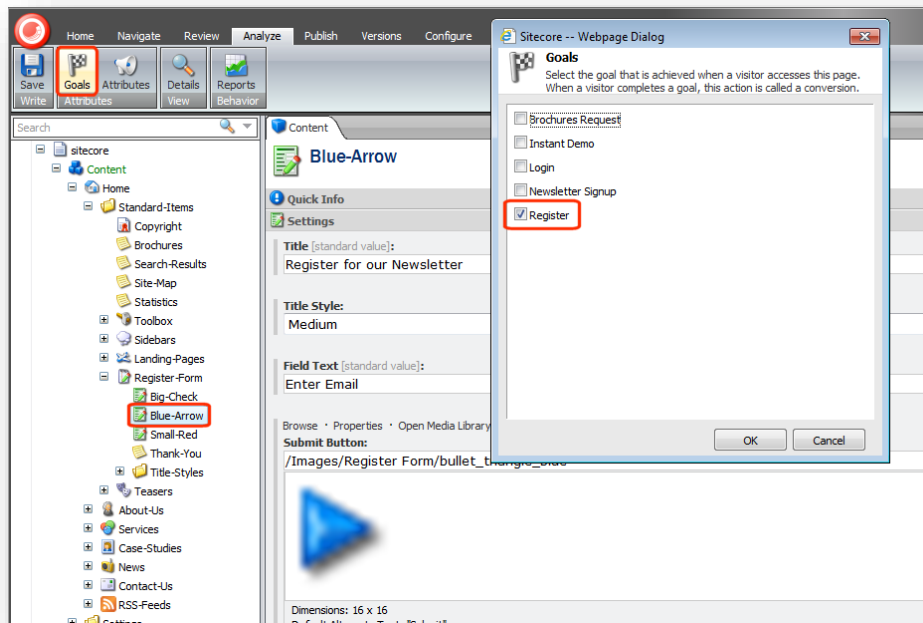 Home Navigate Review Analyze Publish Versions Configure
Save Goals Attributes Details Reports
Write Attributes View Behavior
Search
sitecore
Content
Home
Standard-Items
Copyright
Brochures
Search-Results
Site-Map
Statistics
Toolbox
Sidebars
Landing-Pages
Register-Form
Big-Check
Blue-Arrow
Small-Red
Thank-You
Title-Styles
Teasers
About-Us
Services
Case-Studies
News
Contact-Us
RSS-Feeds
Settings
Content
Blue-Arrow
Quick Info
Settings
Title [standard value]:
Register for our Newsletter
Title Style:
Medium
Field Text [standard value]:
Enter Email
Browse · Properties · Open Media Library
Submit Button:
/Images/Register Form/bullet_triangle_blue
Dimensions: 16 x 16
Default Alternate Text: "Submit"
Sitecore -- Webpage Dialog
Goals
Select the goal that is achieved when a visitor accesses this page.
When a visitor completes a goal, this action is called a conversion.
Brochures Request
Instant Demo
Login
Newsletter Signup
Register
OK Cancel